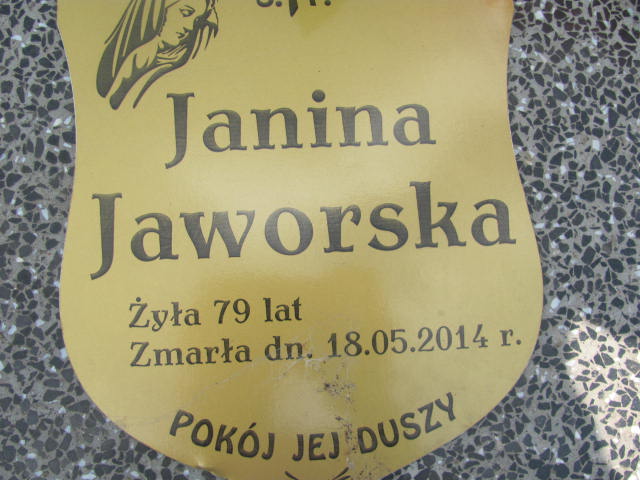 Janina
Jaworska
Żyła 79 lat
Zmarła dn. 18.05.2014 r.
POKÓJ JEJ DUSZY